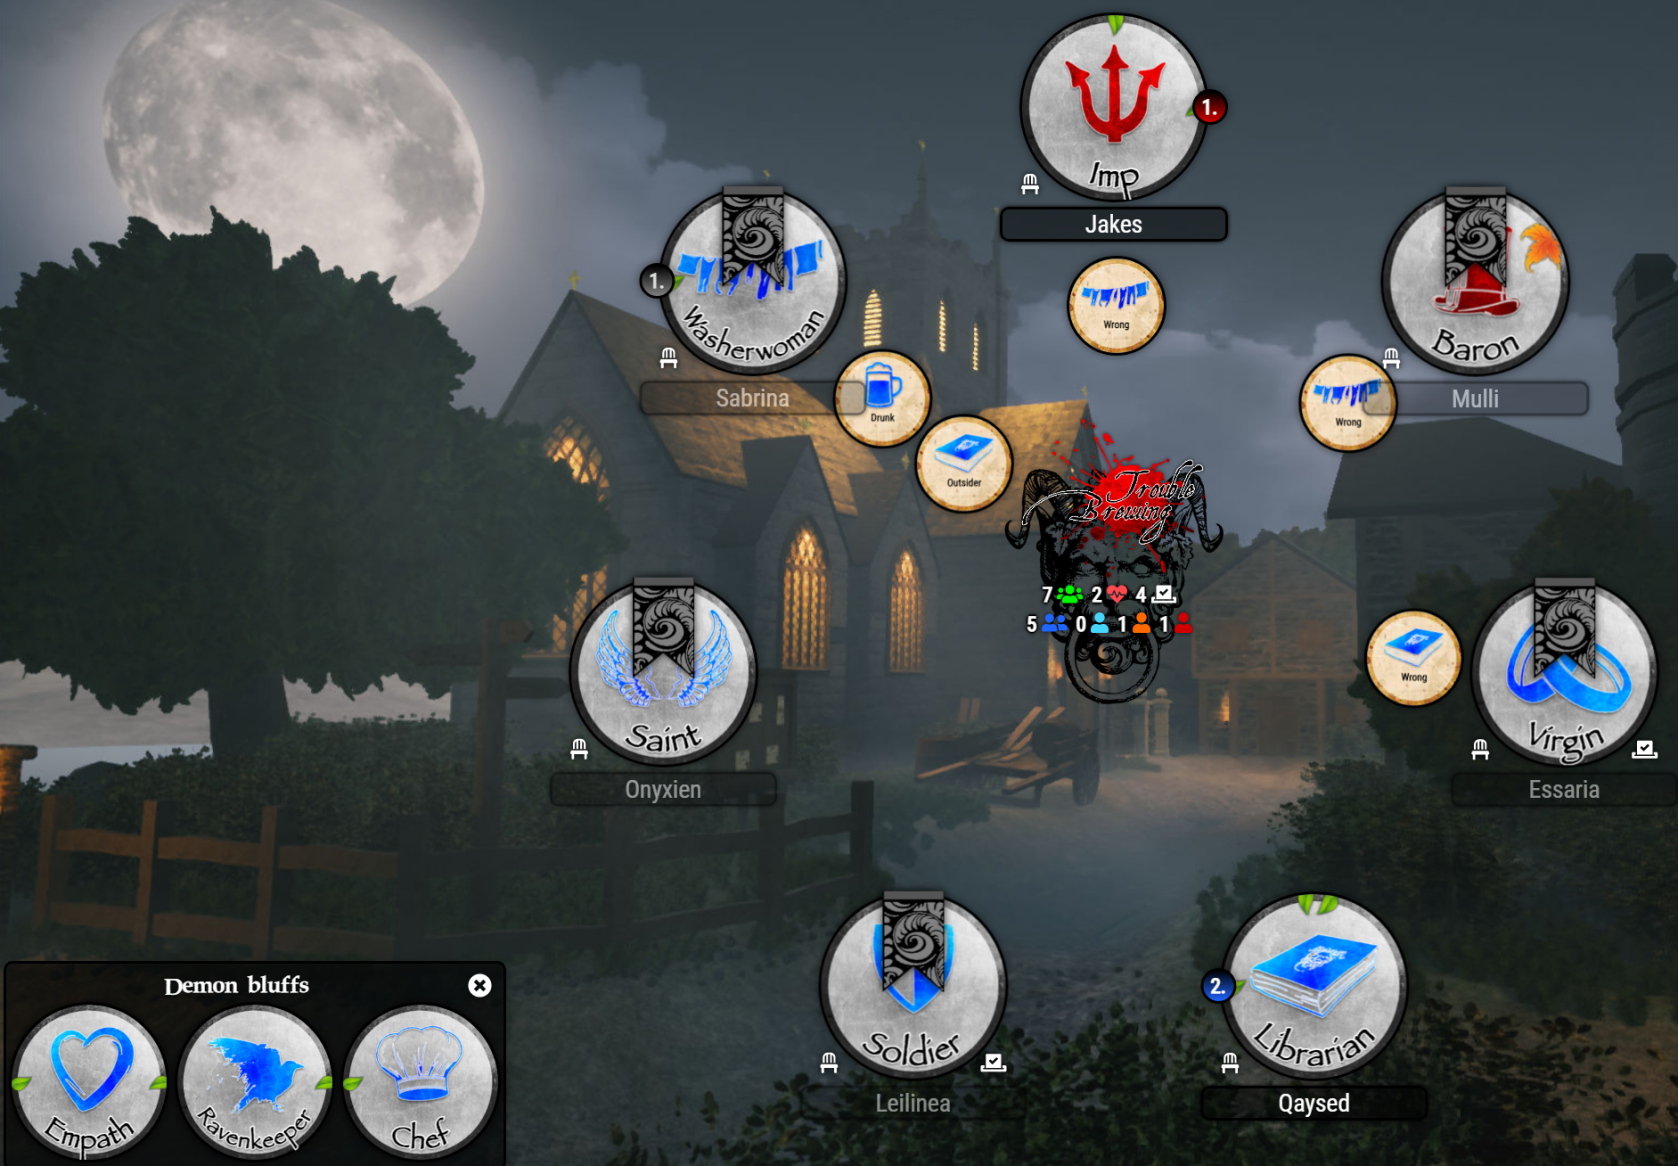 Imp
1.
Jakes
Washerwoman
1.
Sabrina
Wrong
Baron
Mulli
Wrong
Drunk
Outsider
Trouble
Brewing
7 2 4
5 0 1 1
Saint
Onyxien
Wrong
Virgin
Essaria
Soldier
Leilinea
2.
Librarian
Qaysed
Demon bluffs
Empath
Ravenkeeper
Chef